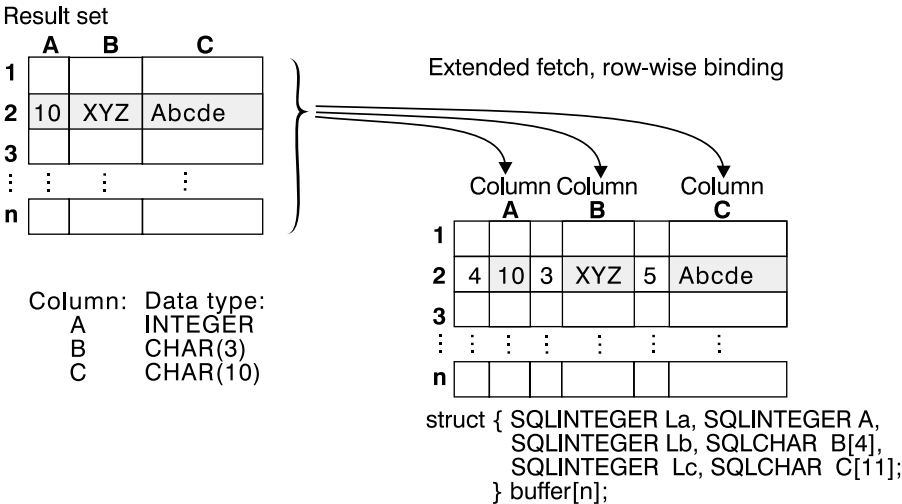 Result set
A B C
1
2 10 XYZ Abcde
3
⋮ ⋮ ⋮ ⋮
n
Extended fetch, row-wise binding
Column Column Column
A B C
1
2 4 10 3 XYZ 5 Abcde
3
⋮ ⋮ ⋮ ⋮ ⋮ ⋮ ⋮
n
Column: Data type:
A INTEGER
B CHAR(3)
C CHAR(10)
struct { SQLINTEGER La, SQLINTEGER A,
SQLINTEGER Lb, SQLCHAR B[4],
SQLINTEGER Lc, SQLCHAR C[11];
} buffer[n];